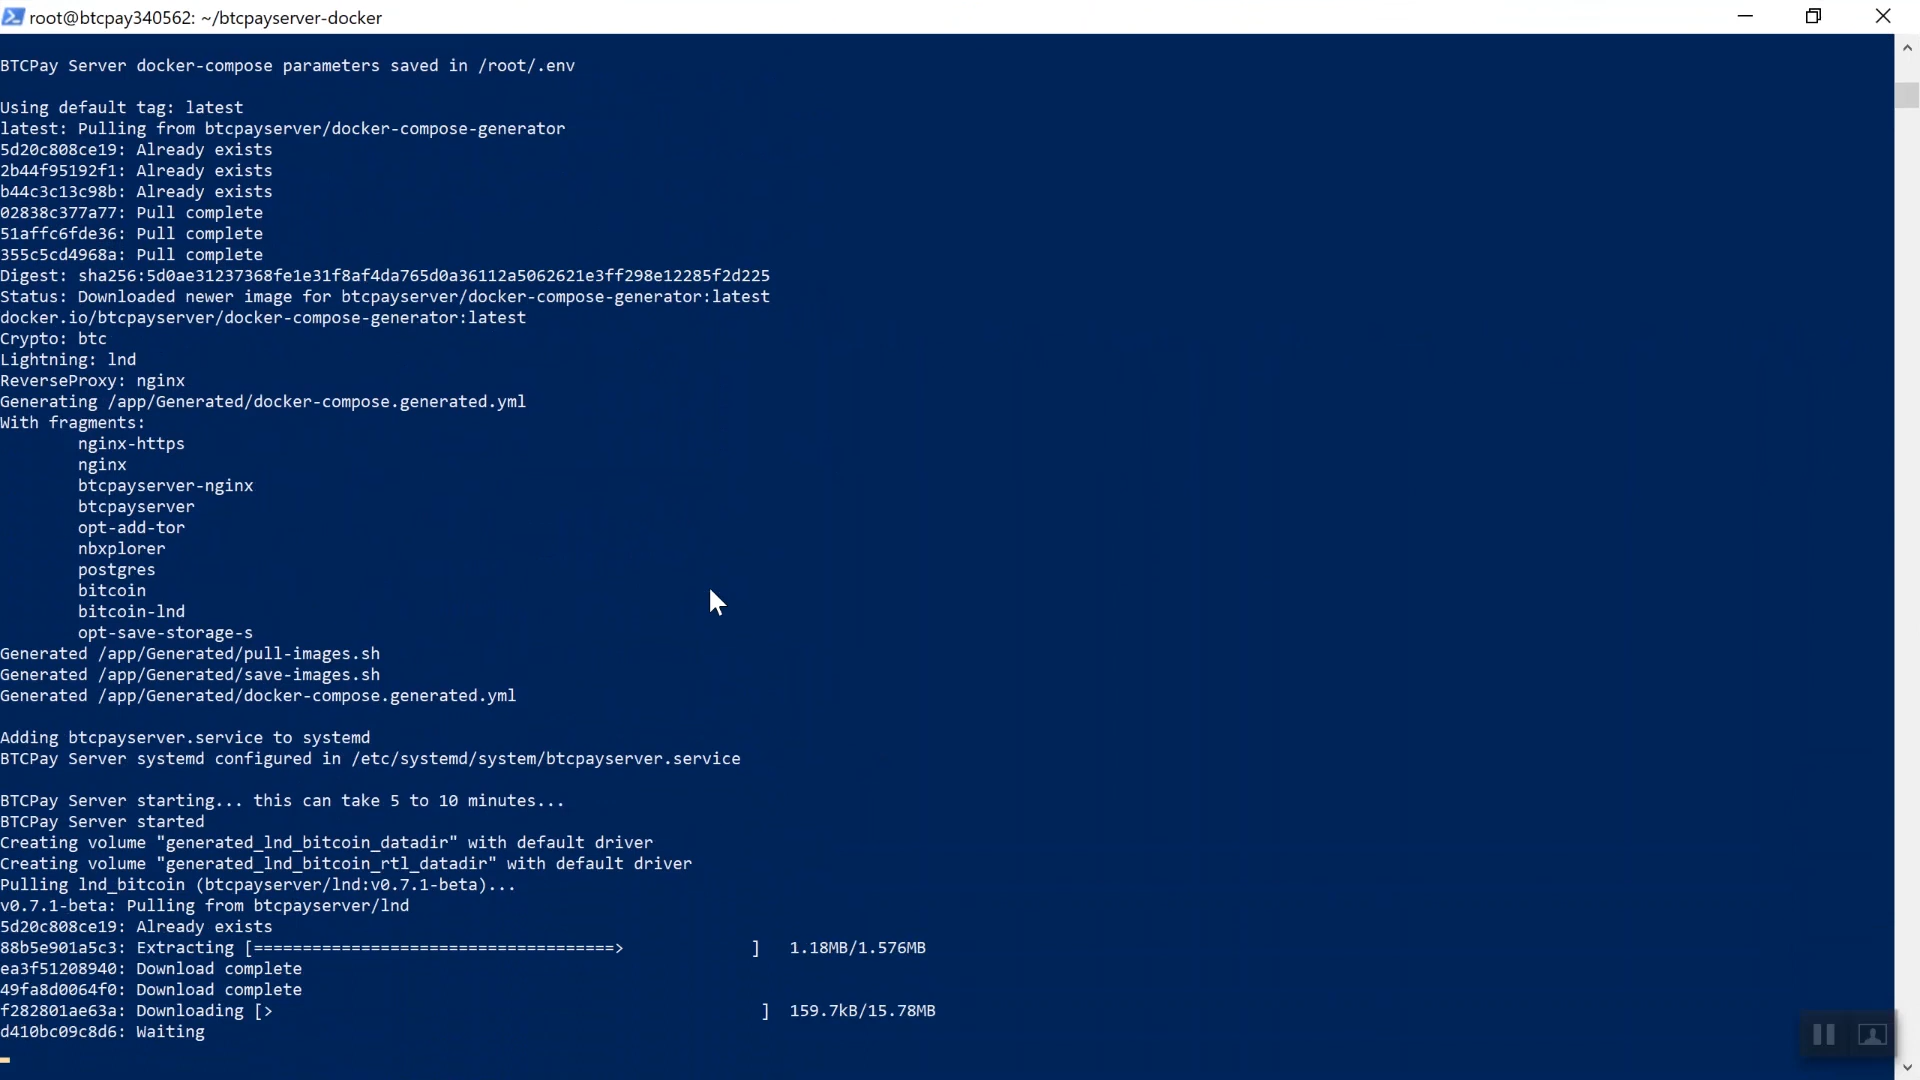 root@btcpay340562: ~/btcpayserver-docker
BTCPay Server docker-compose parameters saved in /root/.env
Using default tag: latest
latest: Pulling from btcpayserver/docker-compose-generator
5d20c808ce19: Already exists
2b44f95192f1: Already exists
b44c3c13c98b: Already exists
02838c377a77: Pull complete
51affc6fde36: Pull complete
355c5cd4968a: Pull complete
Digest: sha256:5d0ae31237368fe1e31f8af4da765d0a36112a5062621e3ff298e12285f2d225
Status: Downloaded newer image for btcpayserver/docker-compose-generator:latest
docker.io/btcpayserver/docker-compose-generator:latest
Crypto: btc
Lightning: lnd
ReverseProxy: nginx
Generating /app/Generated/docker-compose.generated.yml
With fragments:
nginx-https
nginx
btcpayserver-nginx
btcpayserver
opt-add-tor
nbxplorer
postgres
bitcoin
bitcoin-lnd
opt-save-storage-s
Generated /app/Generated/pull-images.sh
Generated /app/Generated/save-images.sh
Generated /app/Generated/docker-compose.generated.yml
Adding btcpayserver.service to systemd
BTCPay Server systemd configured in /etc/systemd/system/btcpayserver.service
BTCPay Server starting... this can take 5 to 10 minutes...
BTCPay Server started
Creating volume "generated_lnd_bitcoin_datadir" with default driver
Creating volume "generated_lnd_bitcoin_rtl_datadir" with default driver
Pulling lnd_bitcoin (btcpayserver/lnd:v0.7.1-beta)...
v0.7.1-beta: Pulling from btcpayserver/lnd
5d20c808ce19: Already exists
88b5e901a5c3: Extracting [=====================================>             ]   1.18MB/1.576MB
ea3f51208940: Download complete
49fa8d0064f0: Download complete
f282801ae63a: Downloading [>                                                  ]  159.7kB/15.78MB
d410bc09c8d6: Waiting